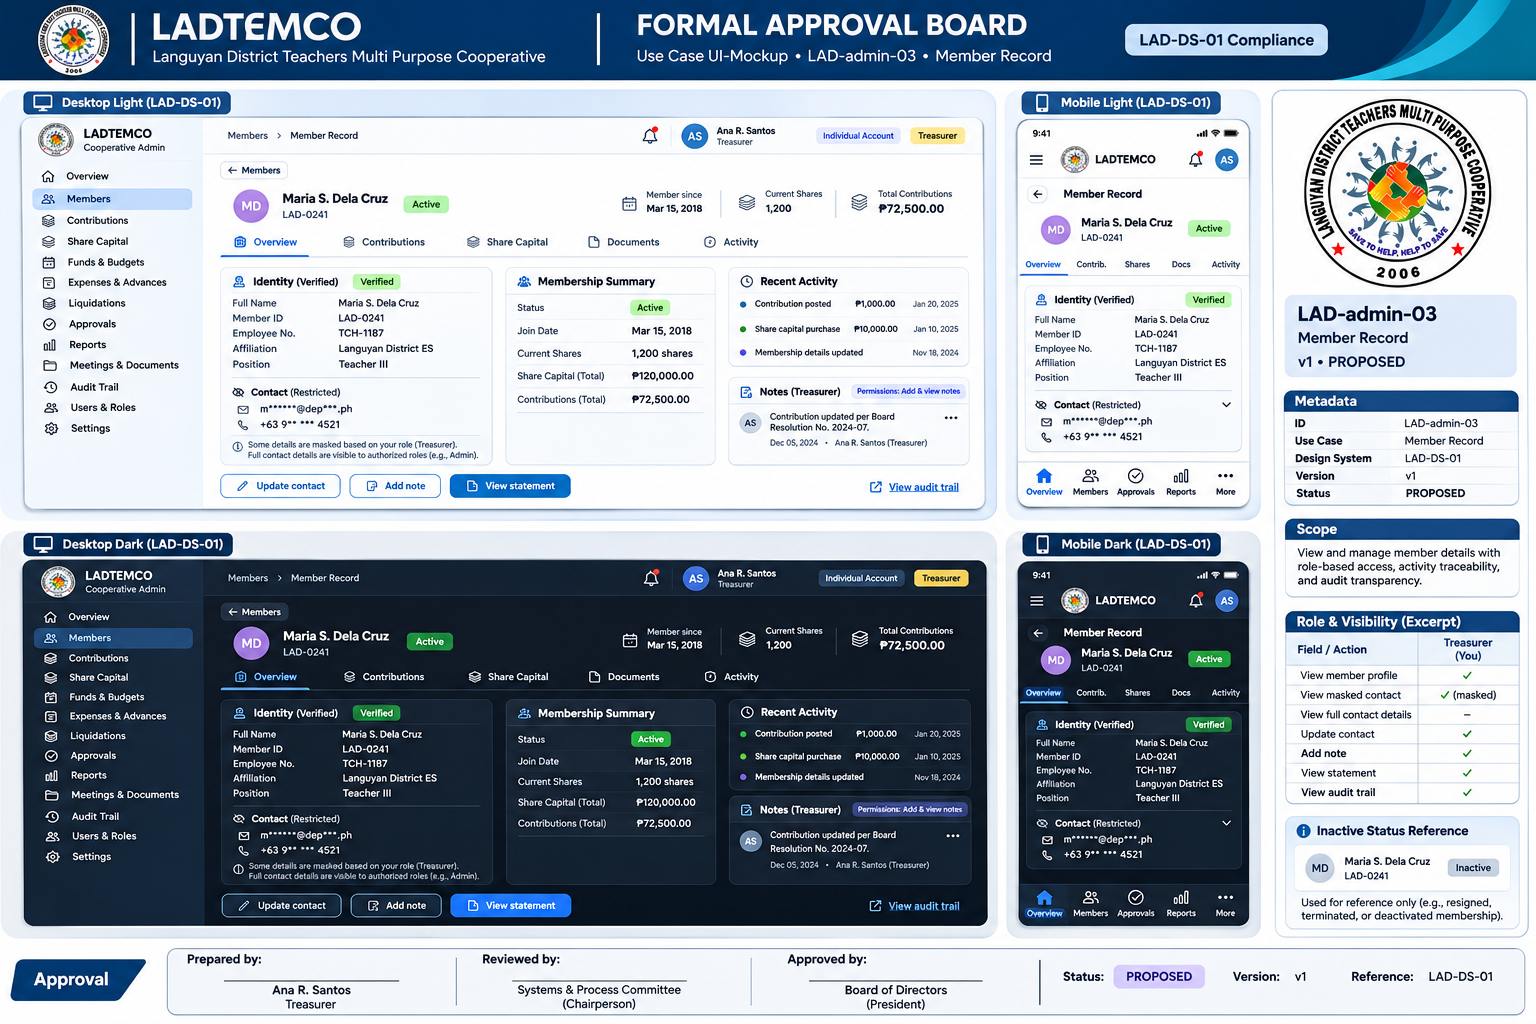 LADTEMCO
Languyan District Teachers Multi Purpose Cooperative
FORMAL APPROVAL BOARD
Use Case UI-Mockup • LAD-admin-03 • Member Record
LAD-DS-01 Compliance
Desktop Light (LAD-DS-01)
LADTEMCO
Cooperative Admin
Overview
Members
Contributions
Share Capital
Funds & Budgets
Expenses & Advances
Liquidations
Approvals
Reports
Meetings & Documents
Audit Trail
Users & Roles
Settings
Members > Member Record
AS
Ana R. Santos
Treasurer
Individual Account
Treasurer
← Members
MD
Maria S. Dela Cruz
LAD-0241
Active
Member since
Mar 15, 2018
Current Shares
1,200
Total Contributions
₱72,500.00
Overview
Contributions
Share Capital
Documents
Activity
Identity (Verified)
Verified
Full Name Maria S. Dela Cruz
Member ID LAD-0241
Employee No. TCH-1187
Affiliation Languyan District ES
Position Teacher III
Contact (Restricted)
m******@dep***.ph
+63 9** *** 4521
Some details are masked based on your role (Treasurer).
Full contact details are visible to authorized roles (e.g., Admin).
Membership Summary
Status Active
Join Date Mar 15, 2018
Current Shares 1,200 shares
Share Capital (Total) ₱120,000.00
Contributions (Total) ₱72,500.00
Recent Activity
Contribution posted ₱1,000.00 Jan 20, 2025
Share capital purchase ₱10,000.00 Jan 10, 2025
Membership details updated Nov 18, 2024
Notes (Treasurer)
Permissions: Add & view notes
AS
Contribution updated per Board
Resolution No. 2024-07.
Dec 05, 2024 • Ana R. Santos (Treasurer)
Update contact
Add note
View statement
View audit trail
Mobile Light (LAD-DS-01)
9:41
LADTEMCO
AS
Member Record
MD
Maria S. Dela Cruz
LAD-0241
Active
Overview
Contrib.
Shares
Docs
Activity
Identity (Verified)
Verified
Full Name Maria S. Dela Cruz
Member ID LAD-0241
Employee No. TCH-1187
Affiliation Languyan District ES
Position Teacher III
Contact (Restricted)
m******@dep***.ph
+63 9** *** 4521
Overview
Members
Approvals
Reports
More
Desktop Dark (LAD-DS-01)
LADTEMCO
Cooperative Admin
Overview
Members
Contributions
Share Capital
Funds & Budgets
Expenses & Advances
Liquidations
Approvals
Reports
Meetings & Documents
Audit Trail
Users & Roles
Settings
Members > Member Record
AS
Ana R. Santos
Treasurer
Individual Account
Treasurer
← Members
MD
Maria S. Dela Cruz
LAD-0241
Active
Member since
Mar 15, 2018
Current Shares
1,200
Total Contributions
₱72,500.00
Overview
Contributions
Share Capital
Documents
Activity
Identity (Verified)
Verified
Full Name Maria S. Dela Cruz
Member ID LAD-0241
Employee No. TCH-1187
Affiliation Languyan District ES
Position Teacher III
Contact (Restricted)
m******@dep***.ph
+63 9** *** 4521
Some details are masked based on your role (Treasurer).
Full contact details are visible to authorized roles (e.g., Admin).
Membership Summary
Status Active
Join Date Mar 15, 2018
Current Shares 1,200 shares
Share Capital (Total) ₱120,000.00
Contributions (Total) ₱72,500.00
Recent Activity
Contribution posted ₱1,000.00 Jan 20, 2025
Share capital purchase ₱10,000.00 Jan 10, 2025
Membership details updated Nov 18, 2024
Notes (Treasurer)
Permissions: Add & view notes
AS
Contribution updated per Board
Resolution No. 2024-07.
Dec 05, 2024 • Ana R. Santos (Treasurer)
Update contact
Add note
View statement
View audit trail
Mobile Dark (LAD-DS-01)
9:41
LADTEMCO
AS
Member Record
MD
Maria S. Dela Cruz
LAD-0241
Active
Overview
Contrib.
Shares
Docs
Activity
Identity (Verified)
Verified
Full Name Maria S. Dela Cruz
Member ID LAD-0241
Employee No. TCH-1187
Affiliation Languyan District ES
Position Teacher III
Contact (Restricted)
m******@dep***.ph
+63 9** *** 4521
Overview
Members
Approvals
Reports
More
LANGUYAN DISTRICT TEACHERS MULTI PURPOSE COOPERATIVE
SAVE TO HELP, HELP TO SAVE
2006
LAD-admin-03
Member Record
v1 • PROPOSED
Metadata
ID LAD-admin-03
Use Case Member Record
Design System LAD-DS-01
Version v1
Status PROPOSED
Scope
View and manage member details with
role-based access, activity traceability,
and audit transparency.
Role & Visibility (Excerpt)
Field / Action Treasurer
(You)
View member profile ✓
View masked contact ✓ (masked)
View full contact details –
Update contact ✓
Add note ✓
View statement ✓
View audit trail ✓
Inactive Status Reference
MD
Maria S. Dela Cruz
LAD-0241
Inactive
Used for reference only (e.g., resigned,
terminated, or deactivated membership).
Approval
Prepared by:
Ana R. Santos
Treasurer
Reviewed by:
Systems & Process Committee
(Chairperson)
Approved by:
Board of Directors
(President)
Status: PROPOSED
Version: v1
Reference: LAD-DS-01